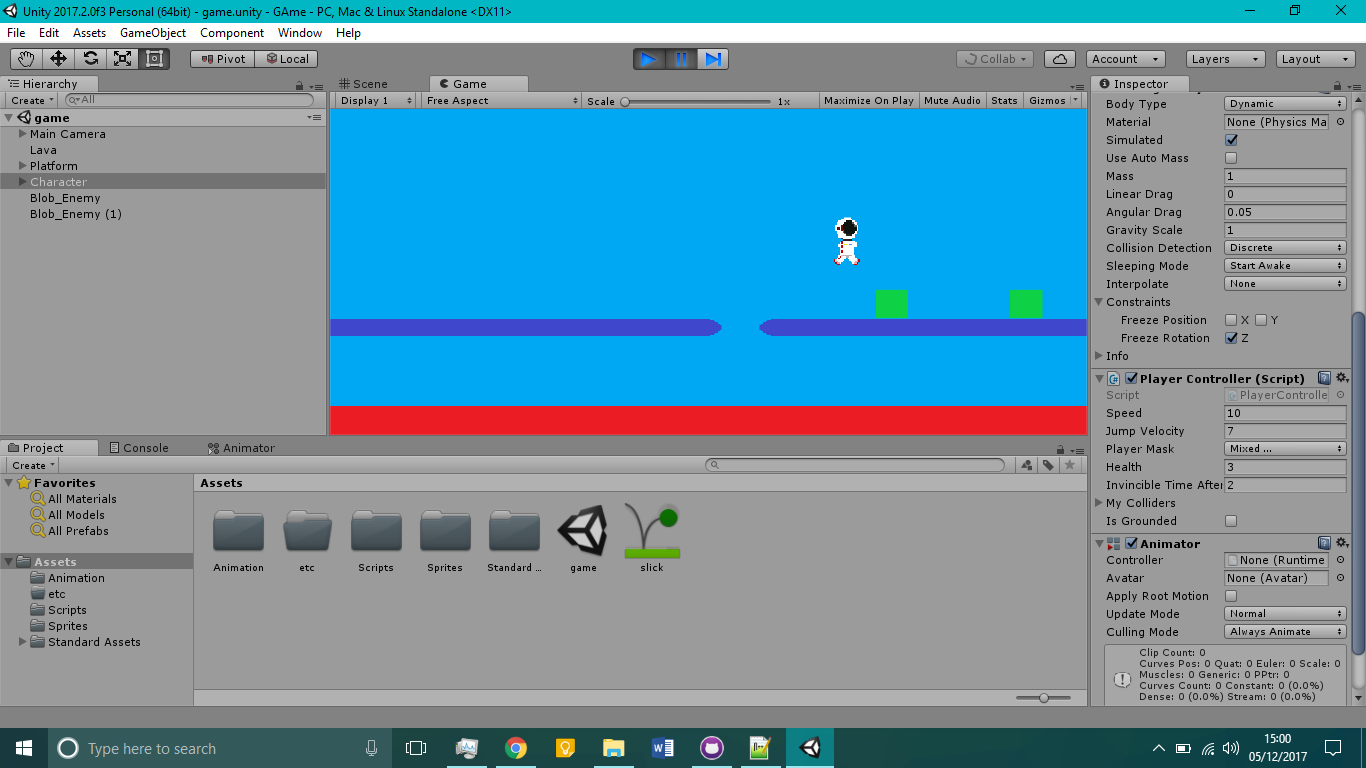 Unity 2017.2.0f3 Personal (64bit) - game.unity - GAme - PC, Mac & Linux Standalone <DX11>
File Edit Assets GameObject Component Window Help
Pivot Local Collab Account Layers Layout
Hierarchy
Create All
game
Main Camera
Lava
Platform
Character
Blob_Enemy
Blob_Enemy (1)
Scene Game
Display 1 Free Aspect Scale 1x Maximize On Play Mute Audio Stats Gizmos
Inspector
Body Type Dynamic
Material None (Physics Ma
Simulated
Use Auto Mass
Mass 1
Linear Drag 0
Angular Drag 0.05
Gravity Scale 1
Collision Detection Discrete
Sleeping Mode Start Awake
Interpolate None
Constraints
Freeze Position X Y
Freeze Rotation Z
Info
Player Controller (Script)
Script PlayerControlle
Speed 10
Jump Velocity 7
Player Mask Mixed ...
Health 3
Invincible Time After 2
My Colliders
Is Grounded
Animator
Controller None (Runtime
Avatar None (Avatar)
Apply Root Motion
Update Mode Normal
Culling Mode Always Animate
Clip Count: 0
Curves Pos: 0 Quat: 0 Euler: 0 Scale: 0
Muscles: 0 Generic: 0 PPtr: 0
Curves Count: 0 Constant: 0 (0.0%)
Dense: 0 (0.0%) Stream: 0 (0.0%)
Project Console Animator
Create
Favorites
All Materials
All Models
All Prefabs
Assets
Animation
etc
Scripts
Sprites
Standard Assets
Assets
Animation etc Scripts Sprites Standard ... game slick
Type here to search
15:00
05/12/2017